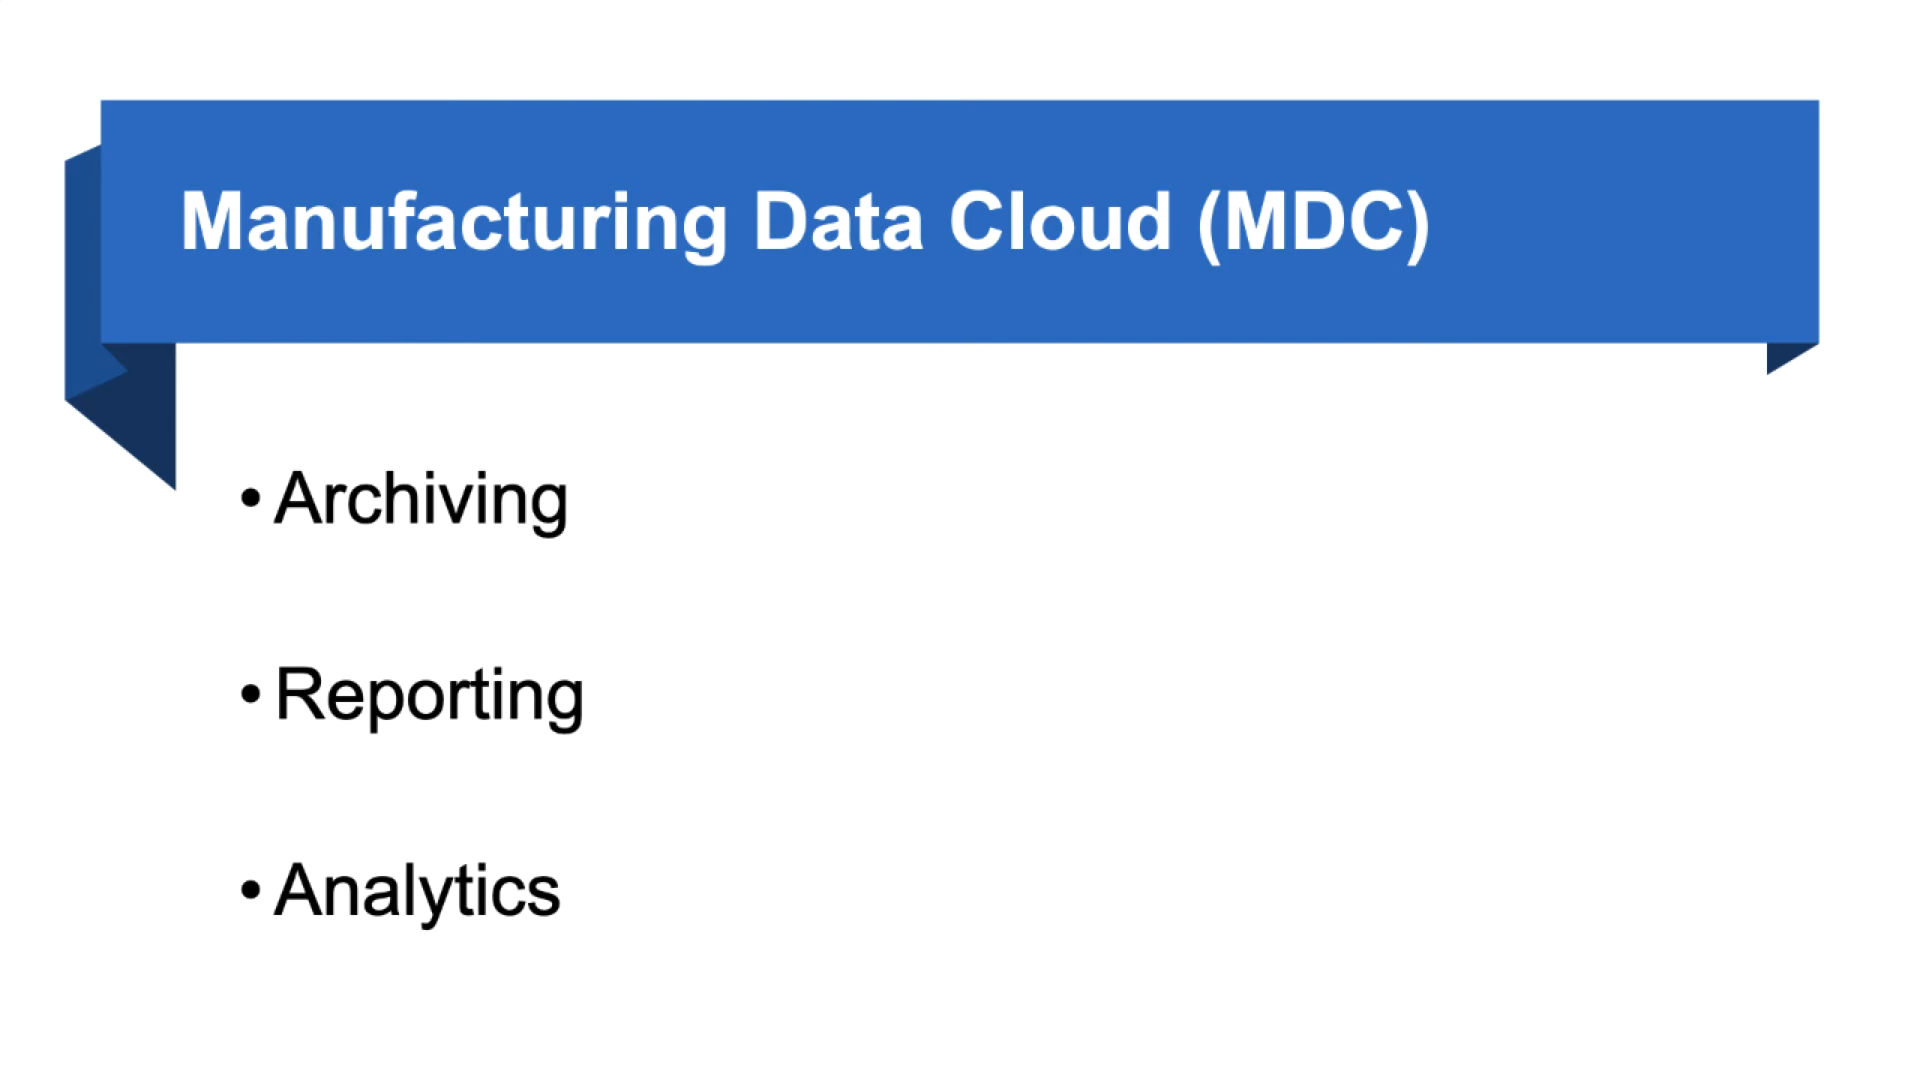 Manufacturing Data Cloud (MDC)
• Archiving
• Reporting
• Analytics